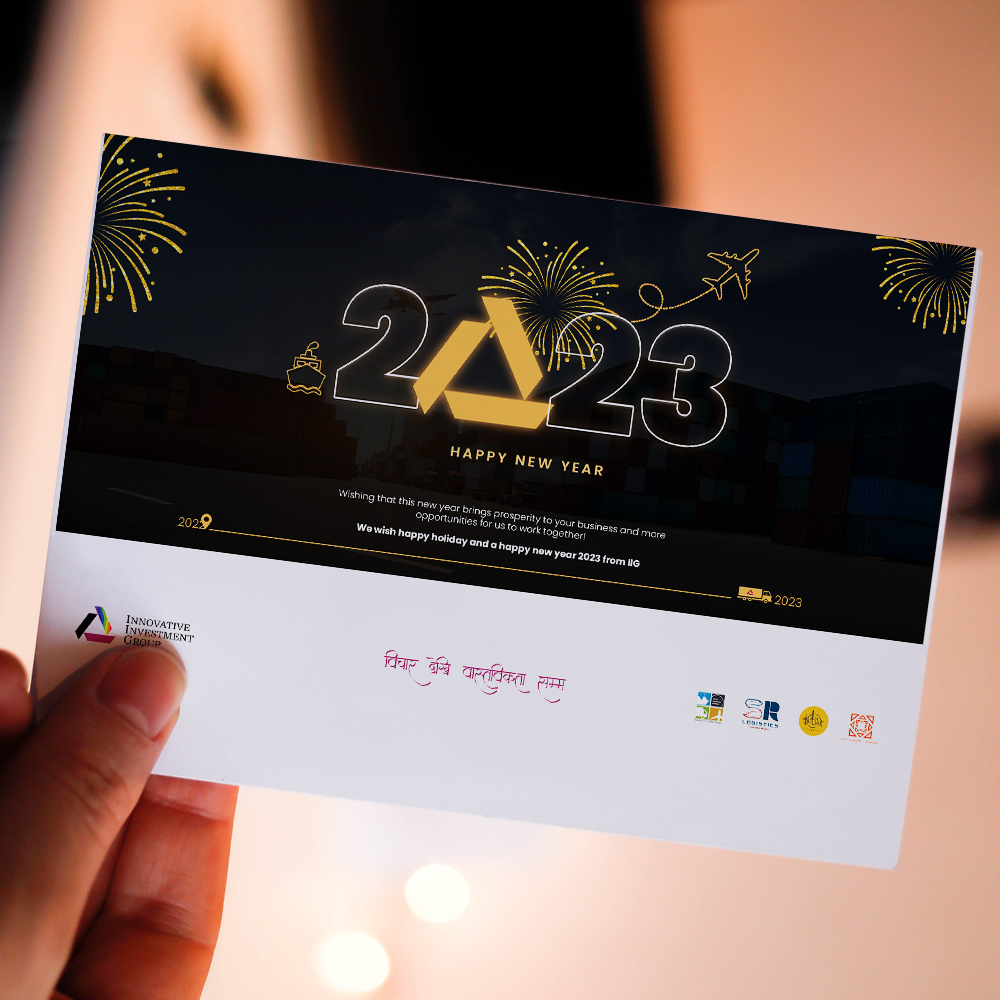 2023
HAPPY NEW YEAR
Wishing that this new year brings prosperity to your business and more
opportunities for us to work together!
We wish happy holiday and a happy new year 2023 from IIG
2022
2023
INNOVATIVE
INVESTMENT
GROUP
विचार देखि वास्तविकता सम्म
SR
LOGISTICS